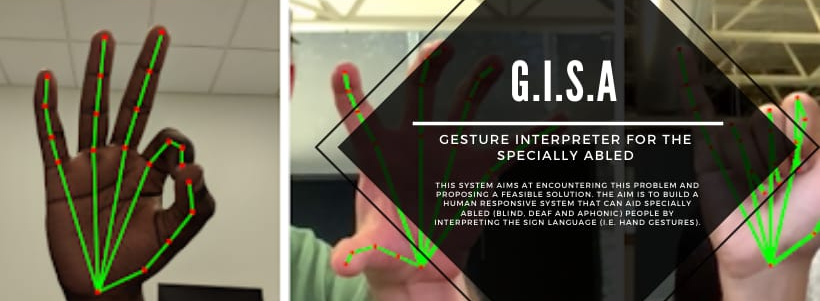 G.I.S.A
GESTURE INTERPRETER FOR THE
SPECIALLY ABLED
THIS SYSTEM AIMS AT ENCOUNTERING THIS PROBLEM AND
PROPOSING A FEASIBLE SOLUTION. THE AIM IS TO BUILD A
HUMAN RESPONSIVE SYSTEM THAT CAN AID SPECIALLY
ABLED (BLIND, DEAF AND APHONIC) PEOPLE BY
INTERPRETING THE SIGN LANGUAGE (I.E. HAND GESTURES).